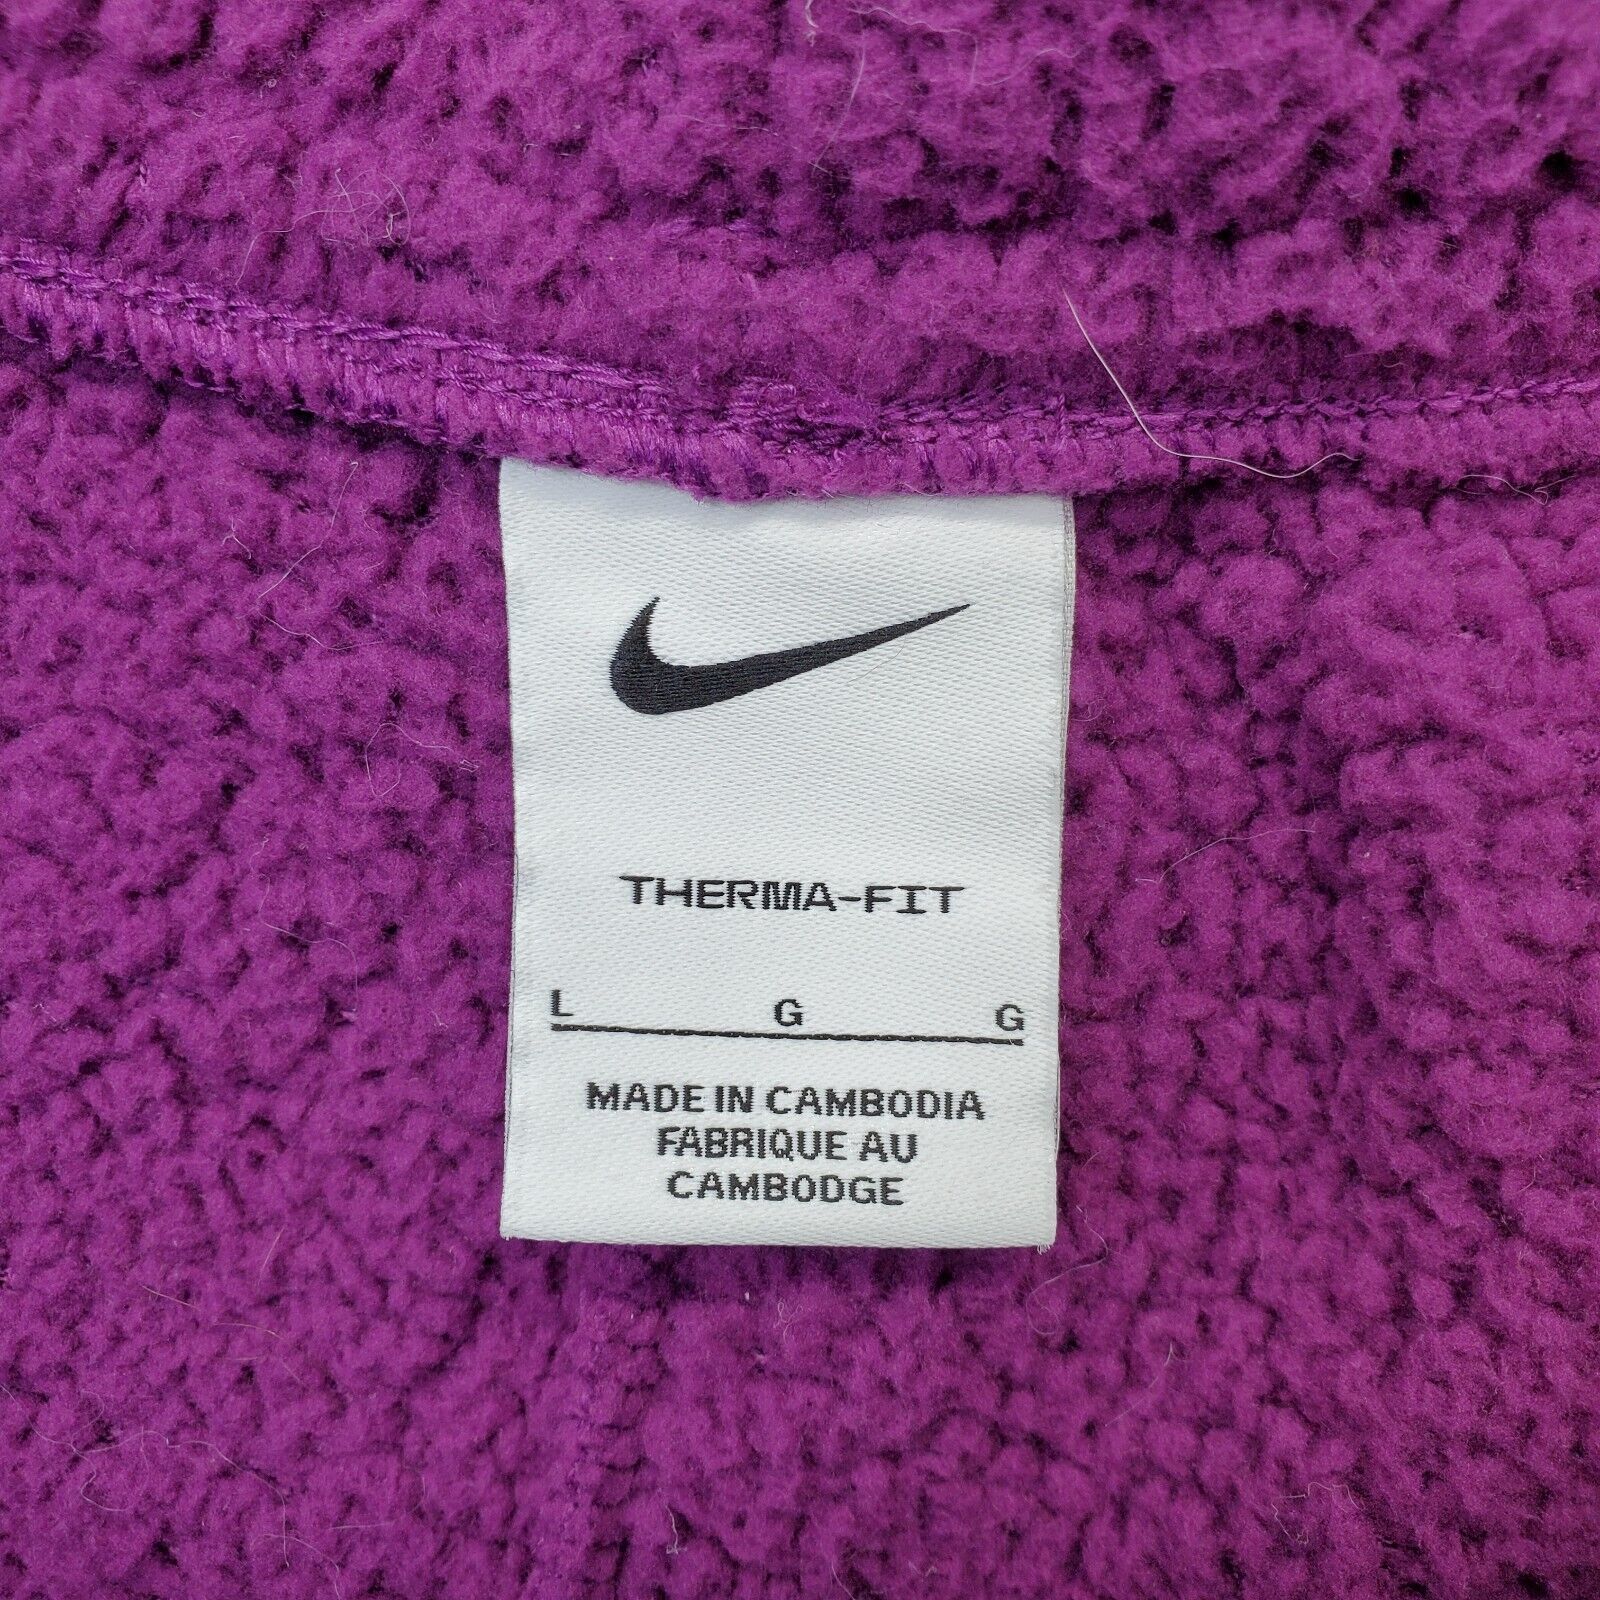 THERMA-FIT
L G G
MADE IN CAMBODIA
FABRIQUE AU
CAMBODGE